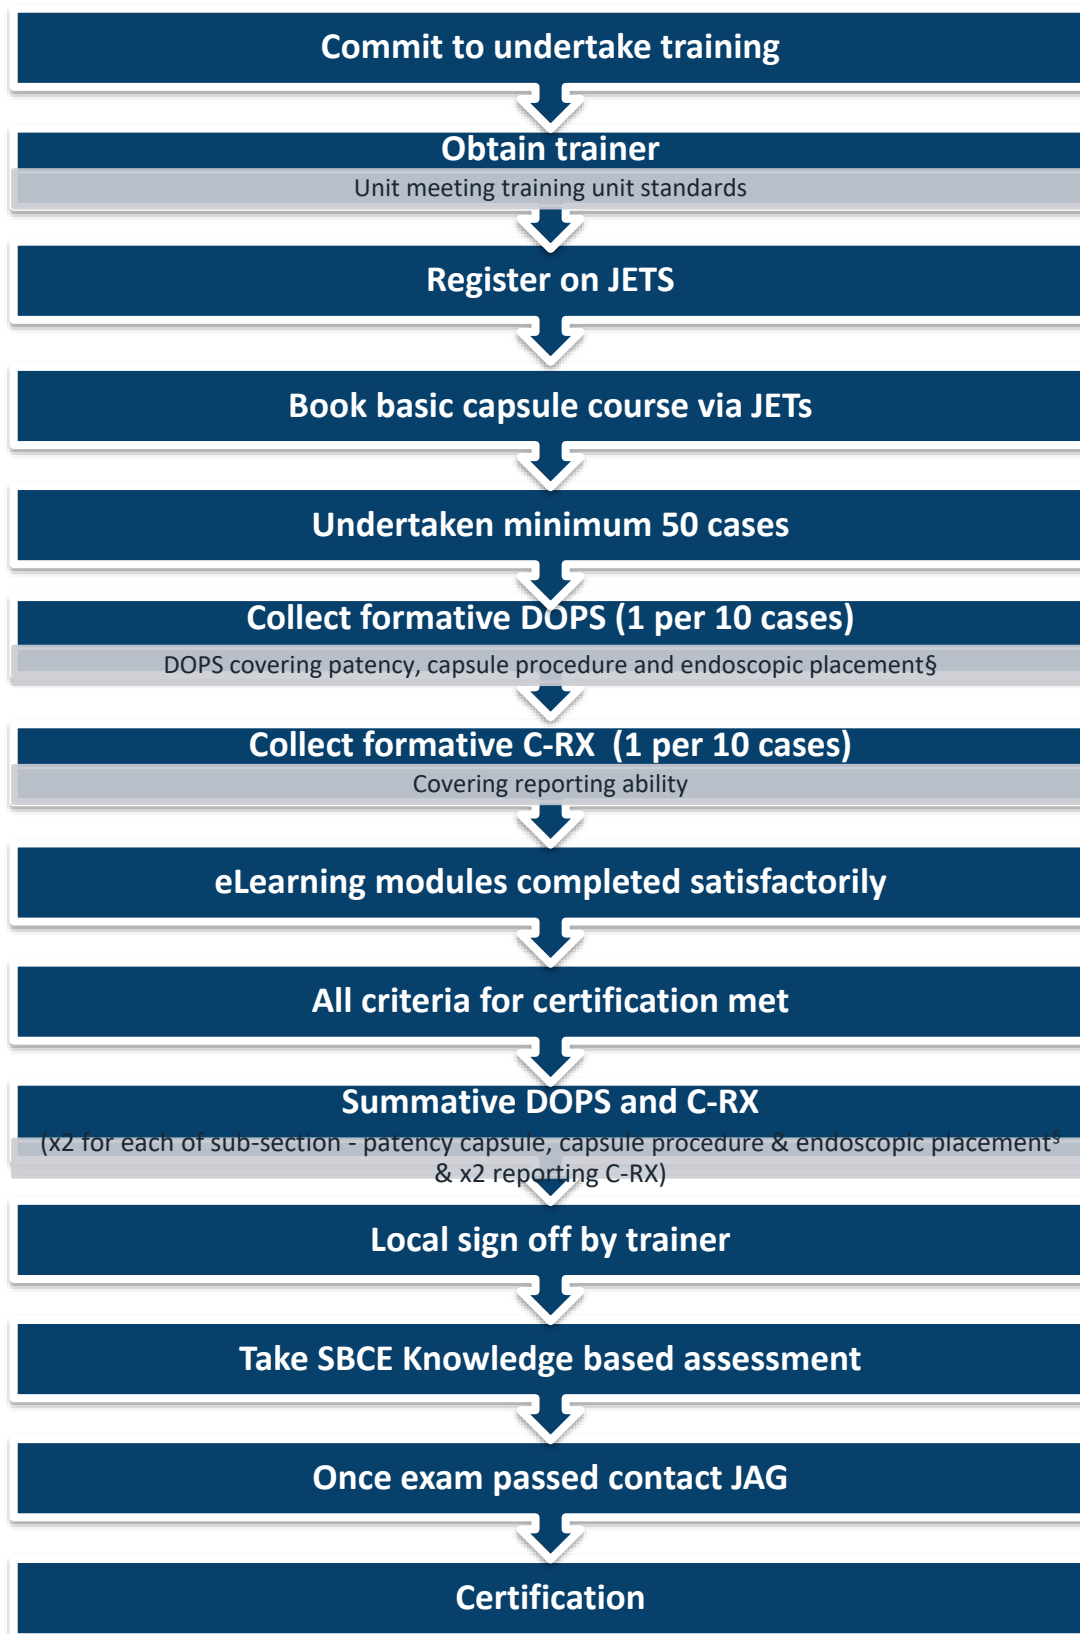 Commit to undertake training
Obtain trainer
Unit meeting training unit standards
Register on JETS
Book basic capsule course via JETs
Undertaken minimum 50 cases
Collect formative DOPS (1 per 10 cases)
DOPS covering patency, capsule procedure and endoscopic placement§
Collect formative C-RX  (1 per 10 cases)
Covering reporting ability
eLearning modules completed satisfactorily
All criteria for certification met
Summative DOPS and C-RX
(x2 for each of sub-section - patency capsule, capsule procedure & endoscopic placement§
& x2 reporting C-RX)
Local sign off by trainer
Take SBCE Knowledge based assessment
Once exam passed contact JAG
Certification